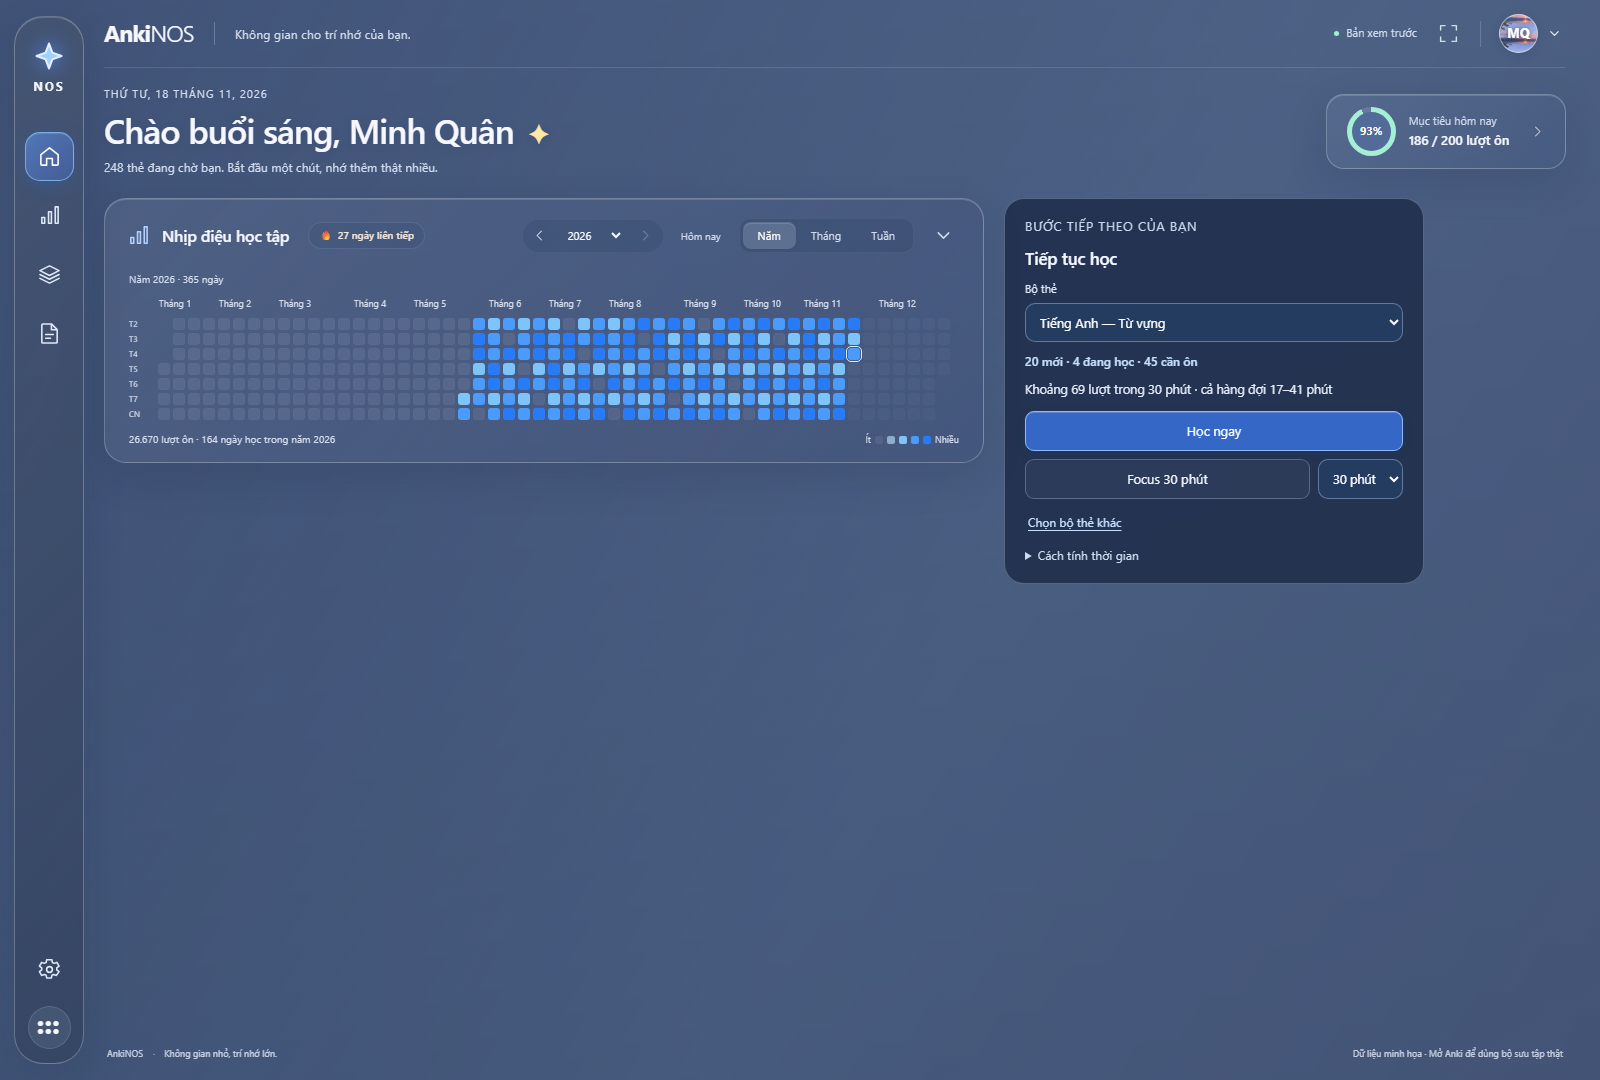 NOS
AnkiNOS
Không gian cho trí nhớ của bạn.
Bản xem trước
MQ
THỨ TƯ, 18 THÁNG 11, 2026
Chào buổi sáng, Minh Quân
248 thẻ đang chờ bạn. Bắt đầu một chút, nhớ thêm thật nhiều.
93%
Mục tiêu hôm nay
186 / 200 lượt ôn
Nhịp điệu học tập
27 ngày liên tiếp
2026
Hôm nay
Năm
Tháng
Tuần
Năm 2026 · 365 ngày
Tháng 1 Tháng 2 Tháng 3 Tháng 4 Tháng 5 Tháng 6 Tháng 7 Tháng 8 Tháng 9 Tháng 10 Tháng 11 Tháng 12
T2
T3
T4
T5
T6
T7
CN
26.670 lượt ôn · 164 ngày học trong năm 2026
Ít
Nhiều
BƯỚC TIẾP THEO CỦA BẠN
Tiếp tục học
Bộ thẻ
Tiếng Anh — Từ vựng
20 mới · 4 đang học · 45 cần ôn
Khoảng 69 lượt trong 30 phút · cả hàng đợi 17–41 phút
Học ngay
Focus 30 phút
30 phút
Chọn bộ thẻ khác
Cách tính thời gian
AnkiNOS · Không gian nhỏ, trí nhớ lớn.
Dữ liệu minh họa · Mở Anki để dùng bộ sưu tập thật